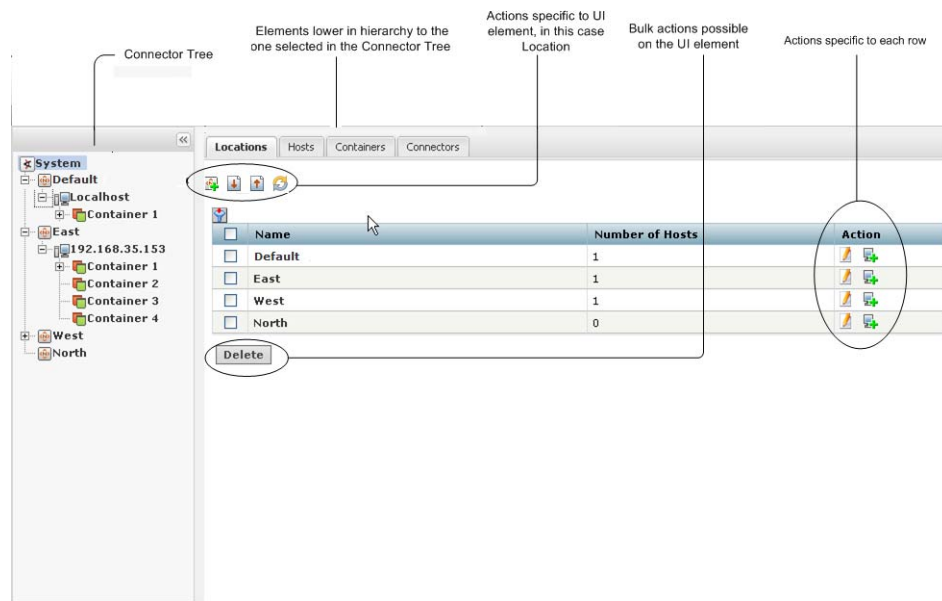 Connector Tree
Elements lower in hierarchy to the
one selected in the Connector Tree
Actions specific to UI
element, in this case
Location
Bulk actions possible
on the UI element
Actions specific to each row
System
Default
Localhost
Container 1
East
192.168.35.153
Container 1
Container 2
Container 3
Container 4
West
North
Locations Hosts Containers Connectors
Name Number of Hosts Action
Default 1
East 1
West 1
North 0
Delete